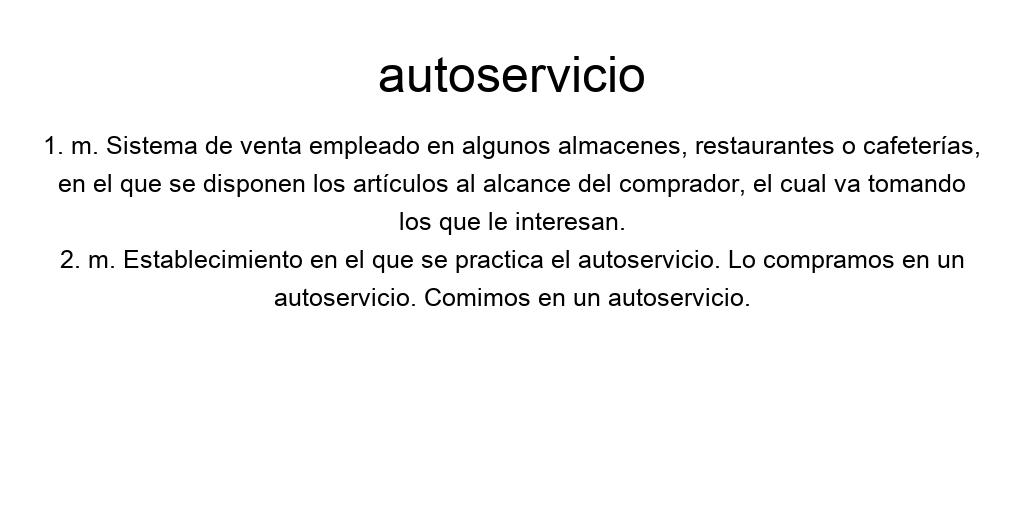 autoservicio
1. m. Sistema de venta empleado en algunos almacenes, restaurantes o cafeterías,
en el que se disponen los artículos al alcance del comprador, el cual va tomando
los que le interesan.
2. m. Establecimiento en el que se practica el autoservicio. Lo compramos en un
autoservicio. Comimos en un autoservicio.